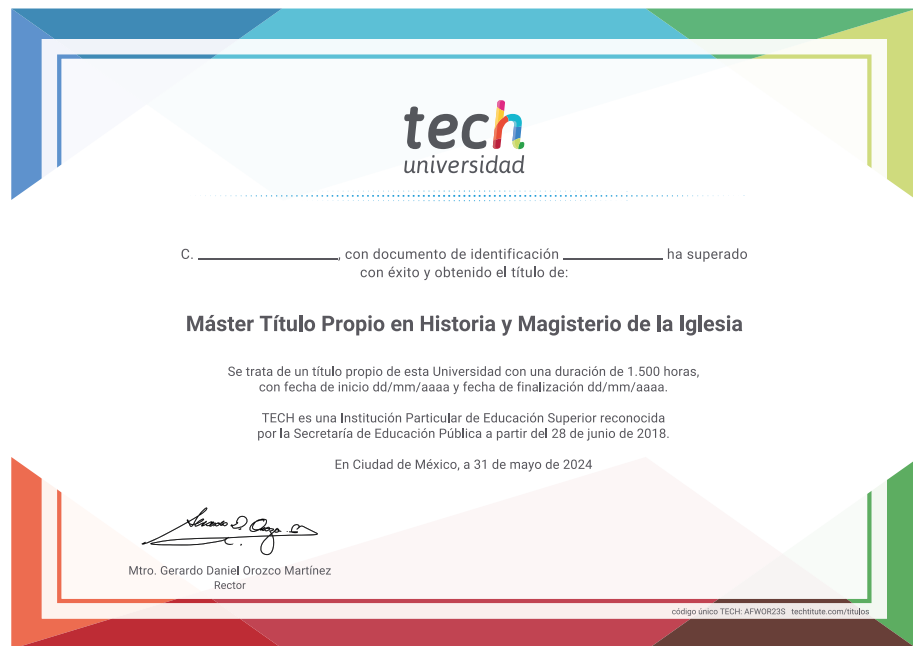 tech
universidad
C. ____________, con documento de identificación ____________ ha superado
con éxito y obtenido el título de:
Máster Título Propio en Historia y Magisterio de la Iglesia
Se trata de un título propio de esta Universidad con una duración de 1.500 horas,
con fecha de inicio dd/mm/aaaa y fecha de finalización dd/mm/aaaa.
TECH es una Institución Particular de Educación Superior reconocida
por la Secretaría de Educación Pública a partir del 28 de junio de 2018.
En Ciudad de México, a 31 de mayo de 2024
Mtro. Gerardo Daniel Orozco Martínez
Rector
código único TECH: AFWOR23S techtitute.com/titulos